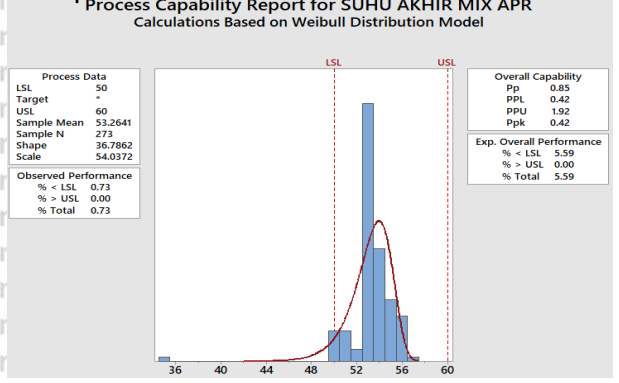 Process Capability Report for SUHU AKHIR MIX APR
Calculations Based on Weibull Distribution Model
LSL USL
Process Data
LSL 50
Target *
USL 60
Sample Mean 53.2641
Sample N 273
Shape 36.7862
Scale 54.0372
Observed Performance
% < LSL 0.73
% > USL 0.00
% Total 0.73
Overall Capability
Pp 0.85
PPL 0.42
PPU 1.92
Ppk 0.42
Exp. Overall Performance
% < LSL 5.59
% > USL 0.00
% Total 5.59
36 40 44 48 52 56 60